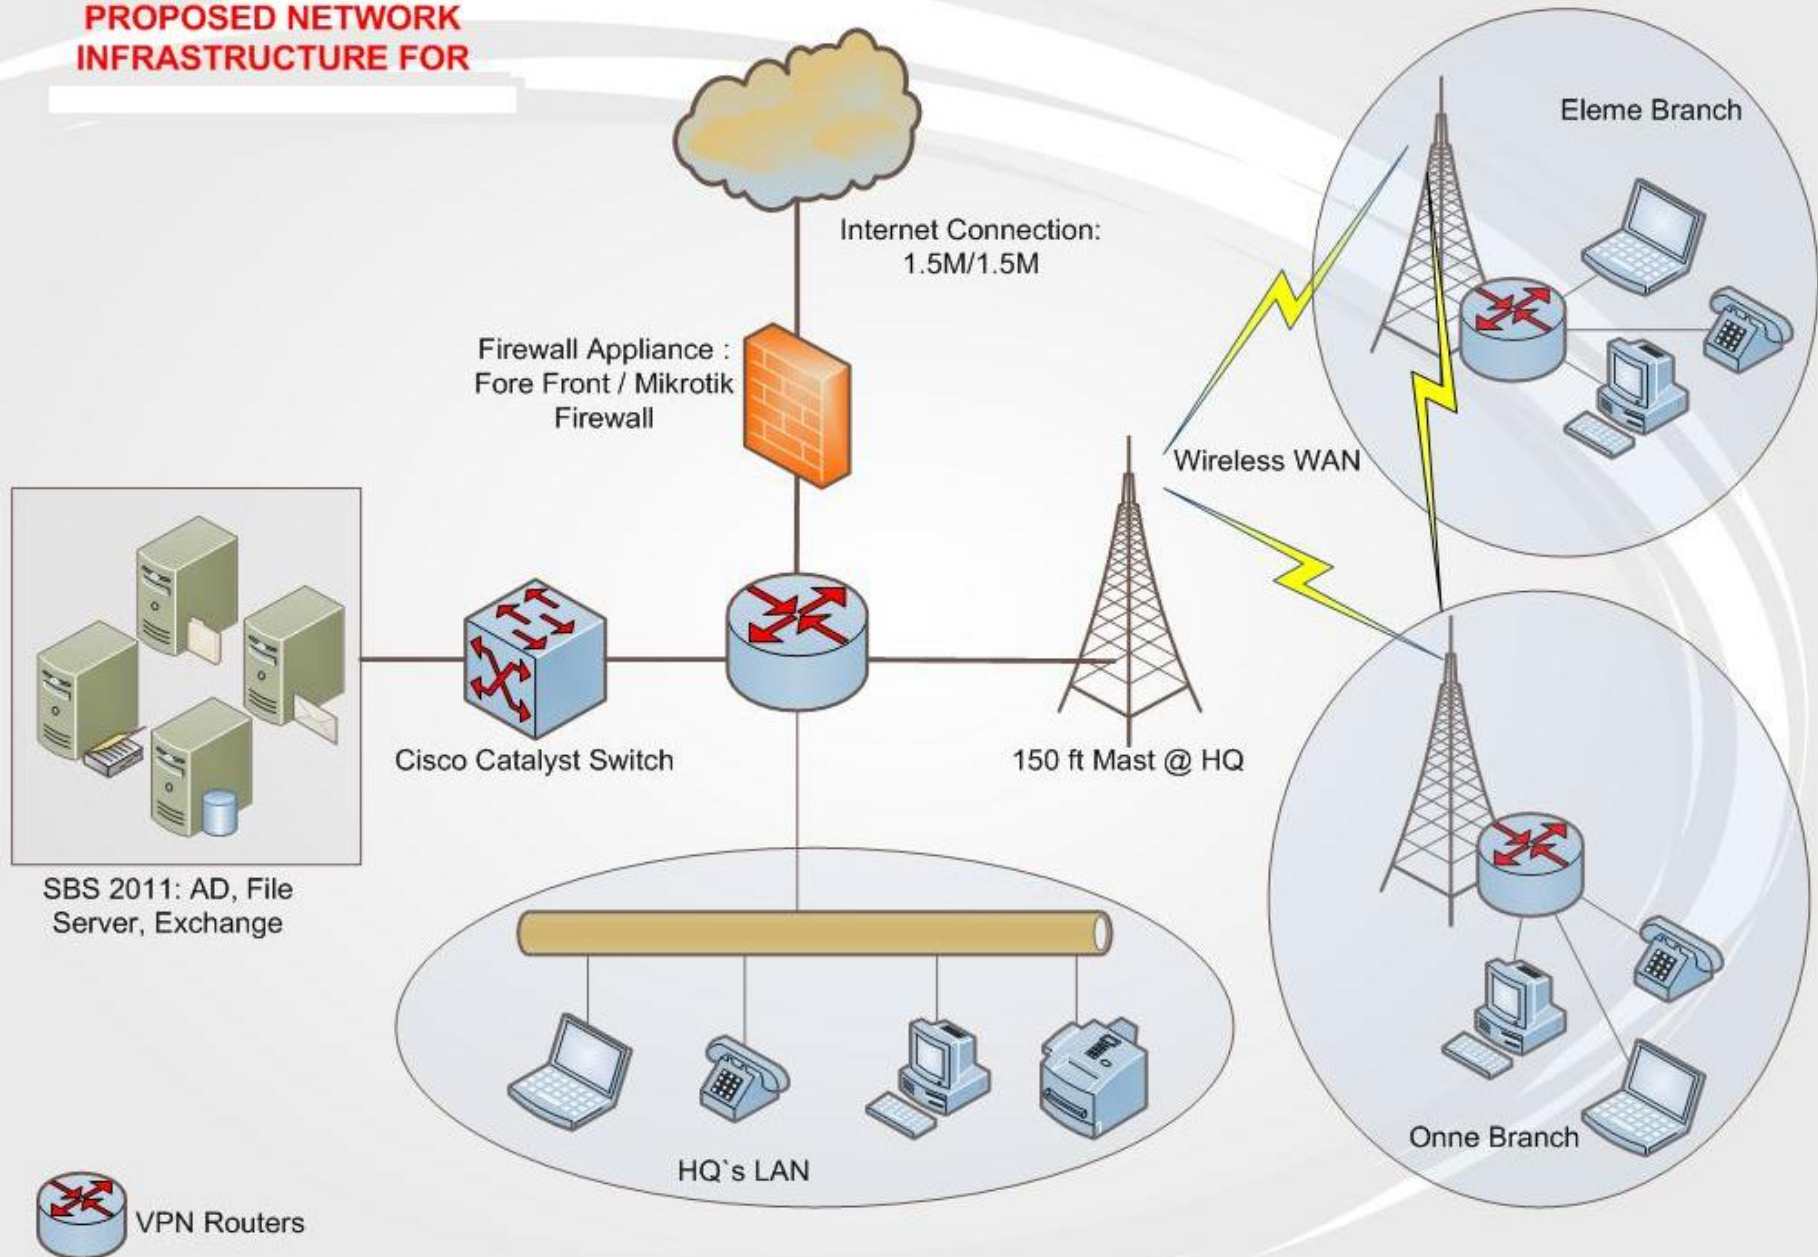 PROPOSED NETWORK
INFRASTRUCTURE FOR
Eleme Branch
Internet Connection:
1.5M/1.5M
Firewall Appliance :
Fore Front / Mikrotik
Firewall
Wireless WAN
Cisco Catalyst Switch
150 ft Mast @ HQ
SBS 2011: AD, File
Server, Exchange
Onne Branch
HQ`s LAN
VPN Routers